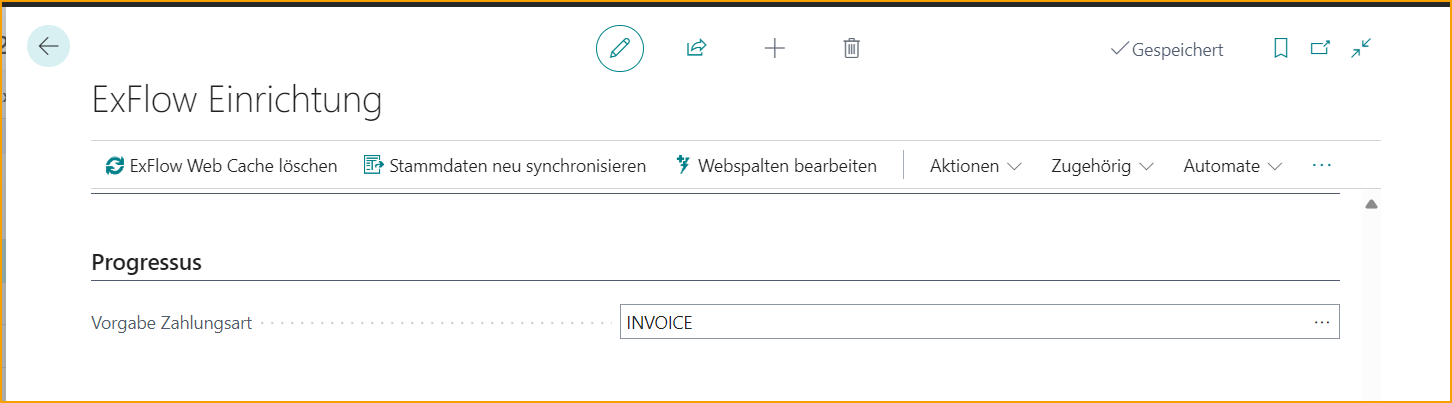 Gespeichert
ExFlow Einrichtung
ExFlow Web Cache löschen Stammdaten neu synchronisieren Webspalten bearbeiten Aktionen Zugehörig Automate ...
Progressus
Vorgabe Zahlungsart INVOICE ...